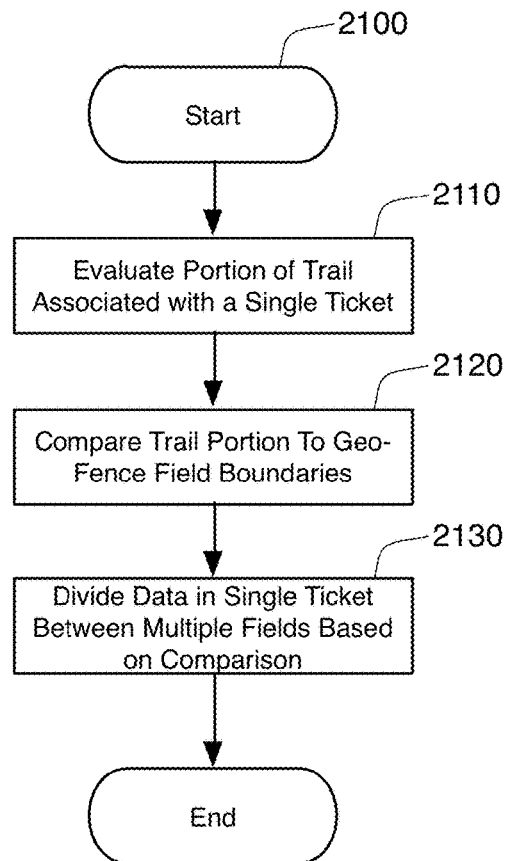 2100
Start
2110
Evaluate Portion of Trail
Associated with a Single Ticket
2120
Compare Trail Portion To Geo-
Fence Field Boundaries
2130
Divide Data in Single Ticket
Between Multiple Fields Based
on Comparison
End